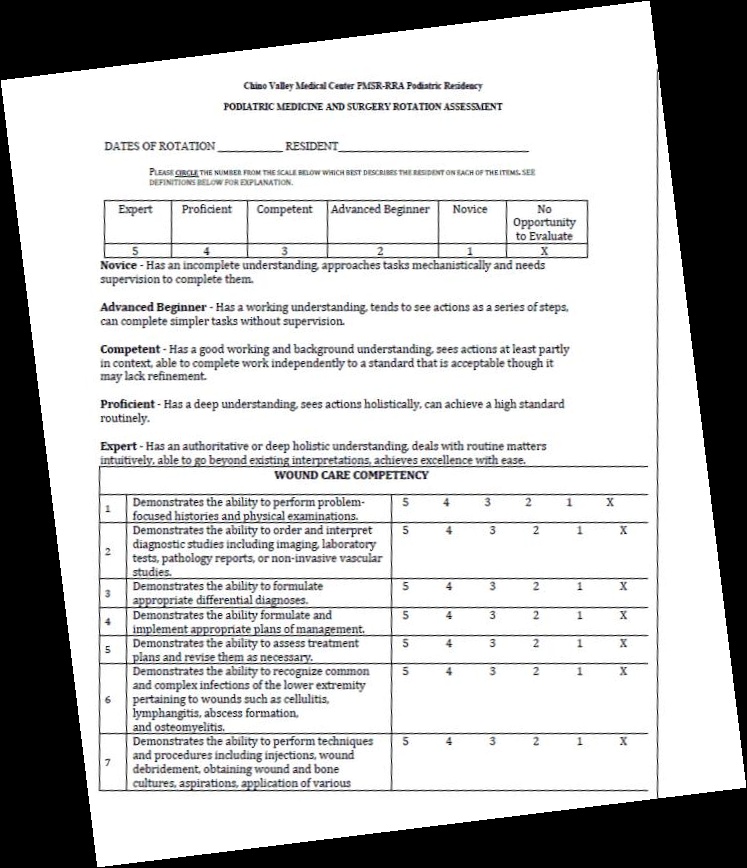 Chino Valley Medical Center PMSR-RRA Podiatric Residency
PODIATRIC MEDICINE AND SURGERY ROTATION ASSESSMENT
DATES OF ROTATION __________ RESIDENT_____________________________
PLEASE CIRCLE THE NUMBER FROM THE SCALE BELOW WHICH BEST DESCRIBES THE RESIDENT ON EACH OF THE ITEMS. SEE
DEFINITIONS BELOW FOR EXPLANATION.
Expert Proficient Competent Advanced Beginner Novice No
Opportunity
to Evaluate
5 4 3 2 1 X
Novice - Has an incomplete understanding, approaches tasks mechanistically and needs
supervision to complete them.
Advanced Beginner - Has a working understanding, tends to see actions as a series of steps,
can complete simpler tasks without supervision.
Competent - Has a good working and background understanding, sees actions at least partly
in context, able to complete work independently to a standard that is acceptable though it
may lack refinement.
Proficient - Has a deep understanding, sees actions holistically, can achieve a high standard
routinely.
Expert - Has an authoritative or deep holistic understanding, deals with routine matters
intuitively, able to go beyond existing interpretations, achieves excellence with ease.
WOUND CARE COMPETENCY
1 Demonstrates the ability to perform problem- 5 4 3 2 1 X
focused histories and physical examinations.
2 Demonstrates the ability to order and interpret 5 4 3 2 1 X
diagnostic studies including imaging, laboratory
tests, pathology reports, or non-invasive vascular
studies.
3 Demonstrates the ability to formulate 5 4 3 2 1 X
appropriate differential diagnoses.
4 Demonstrates the ability formulate and 5 4 3 2 1 X
implement appropriate plans of management.
5 Demonstrates the ability to assess treatment 5 4 3 2 1 X
plans and revise them as necessary.
6 Demonstrates the ability to recognize common 5 4 3 2 1 X
and complex infections of the lower extremity
pertaining to wounds such as cellulitis,
lymphangitis, abscess formation,
and osteomyelitis.
7 Demonstrates the ability to perform techniques 5 4 3 2 1 X
and procedures including injections, wound
debridement, obtaining wound and bone
cultures, aspirations, application of various